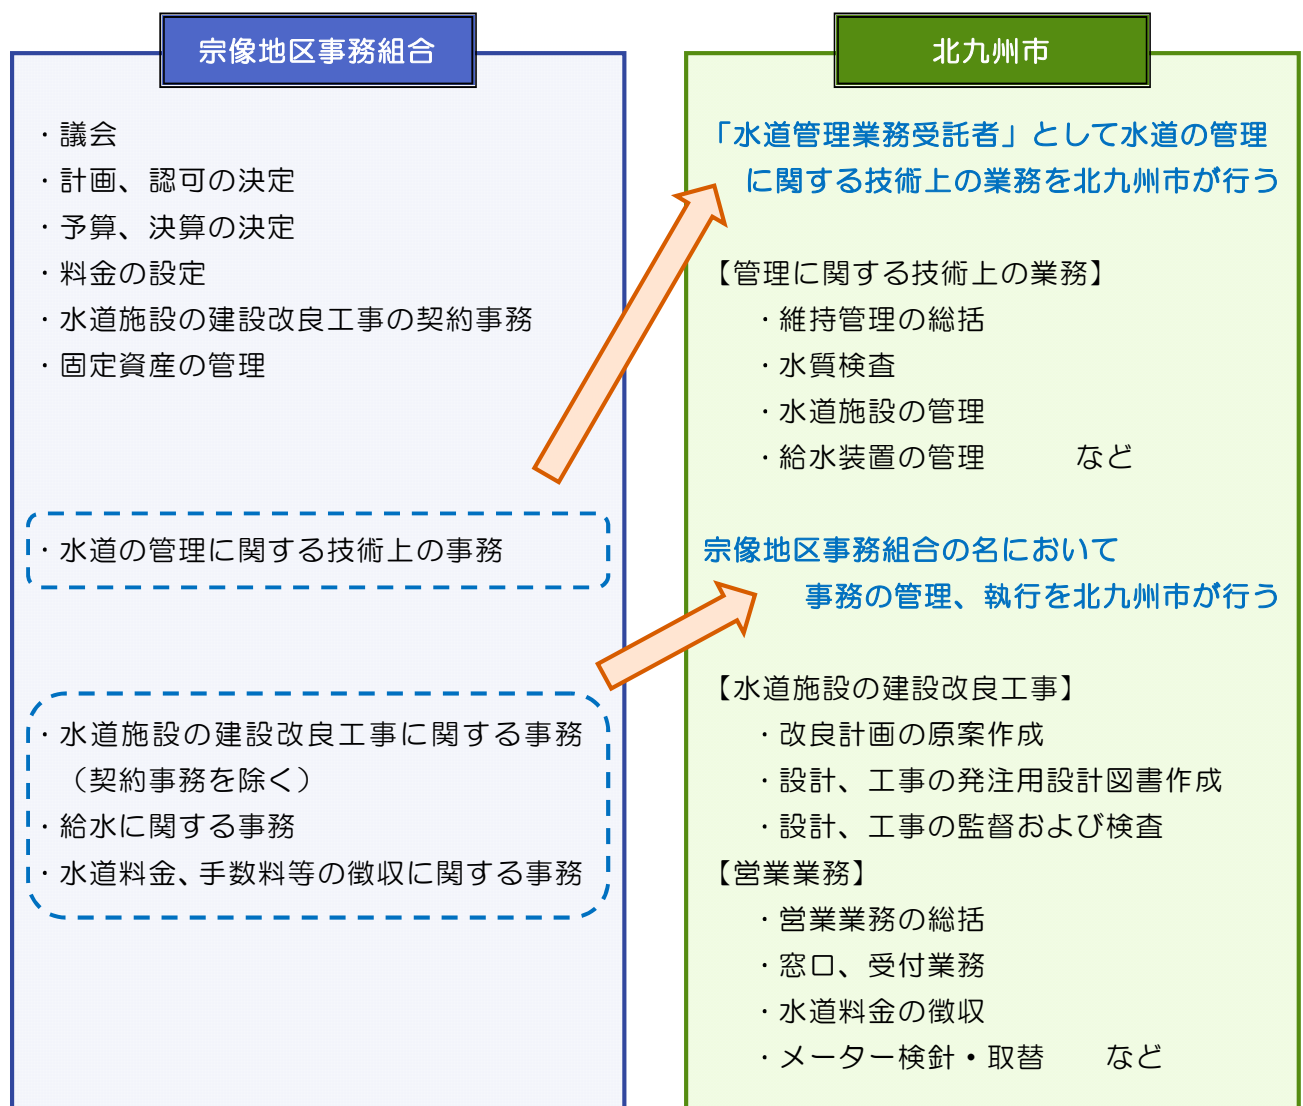 宗像地区事務組合
・議会
・計画、認可の決定
・予算、決算の決定
・料金の設定
・水道施設の建設改良工事の契約事務
・固定資産の管理
・水道の管理に関する技術上の事務
・水道施設の建設改良工事に関する事務
（契約事務を除く）
・給水に関する事務
・水道料金、手数料等の徴収に関する事務
北九州市
「水道管理業務受託者」として水道の管理
に関する技術上の業務を北九州市が行う
【管理に関する技術上の業務】
・維持管理の総括
・水質検査
・水道施設の管理
・給水装置の管理　　　など
宗像地区事務組合の名において
事務の管理、執行を北九州市が行う
【水道施設の建設改良工事】
・改良計画の原案作成
・設計、工事の発注用設計図書作成
・設計、工事の監督および検査
【営業業務】
・営業業務の総括
・窓口、受付業務
・水道料金の徴収
・メーター検針・取替　　など